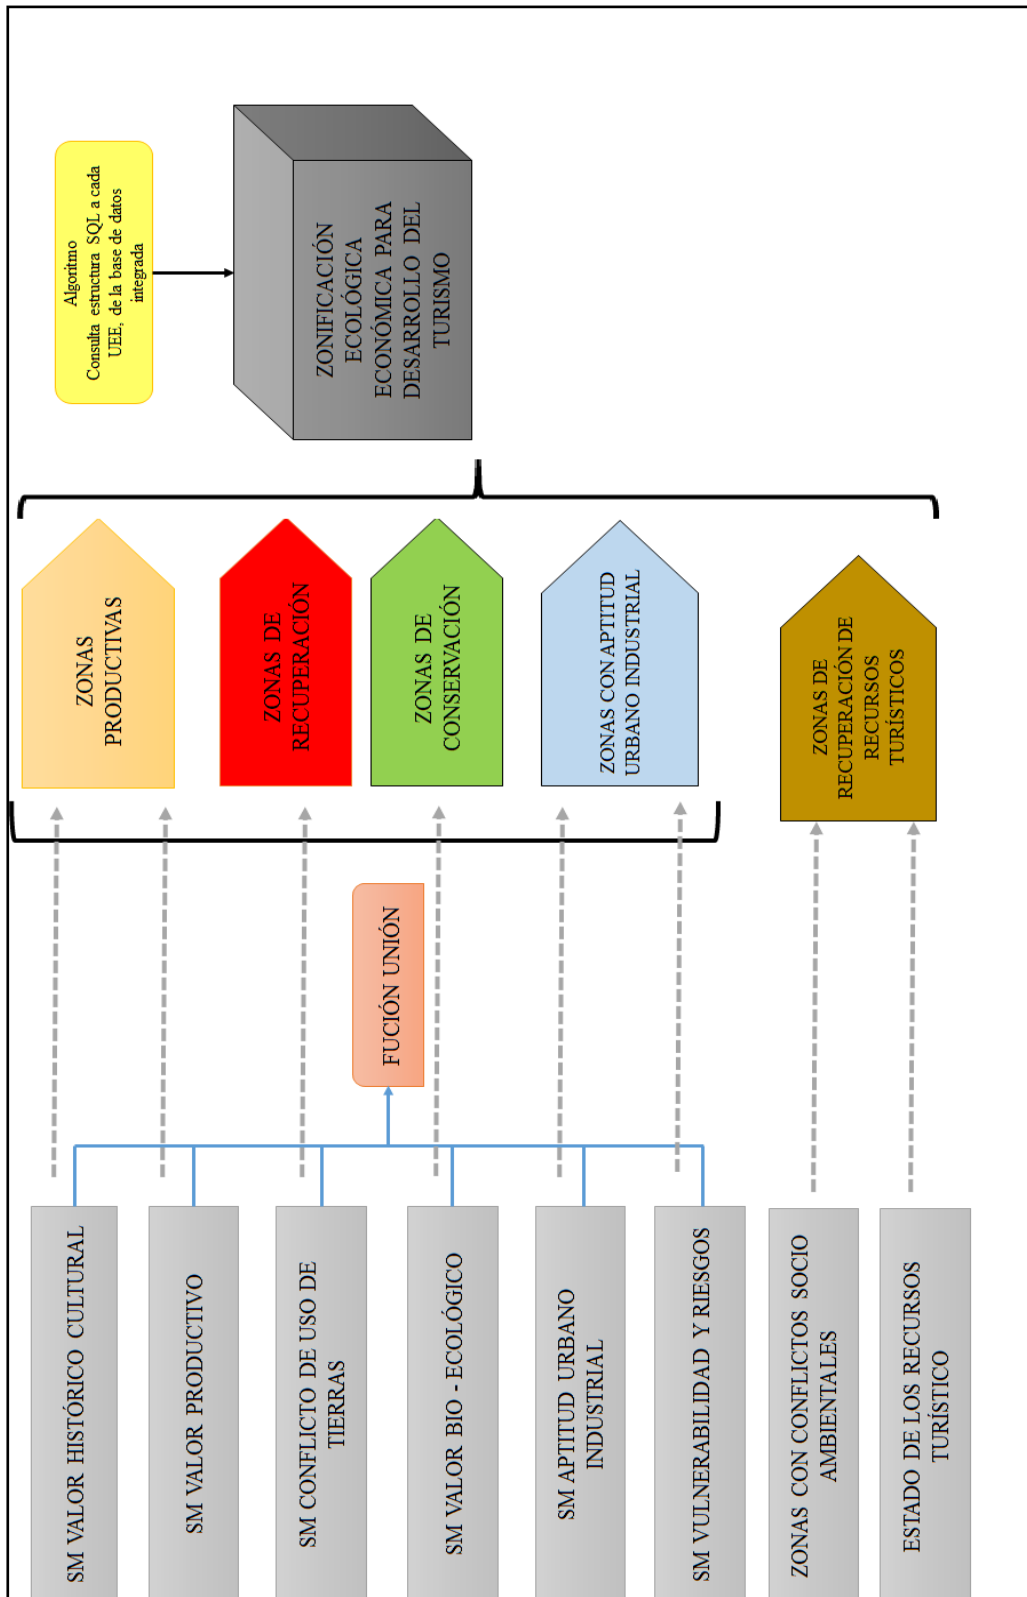 SM VALOR HISTÓRICO CULTURAL
SM VALOR PRODUCTIVO
SM CONFLICTO DE USO DE
TIERRAS
SM VALOR BIO - ECOLÓGICO
SM APTITUD URBANO
INDUSTRIAL
SM VULNERABILIDAD Y RIESGOS
ZONAS CON CONFLICTOS SOCIO
AMBIENTALES
ESTADO DE LOS RECURSOS
TURÍSTICO
FUCIÓN UNIÓN
ZONAS
PRODUCTIVAS
ZONAS DE
RECUPERACIÓN
ZONAS DE
CONSERVACIÓN
ZONAS CON APTITUD
URBANO INDUSTRIAL
ZONAS DE
RECUPERACIÓN DE
RECURSOS
TURÍSTICOS
Algoritmo
Consulta estructura SQL a cada
UEE, de la base de datos
integrada
ZONIFICACIÓN
ECOLÓGICA
ECONÓMICA PARA
DESARROLLO DEL
TURISMO